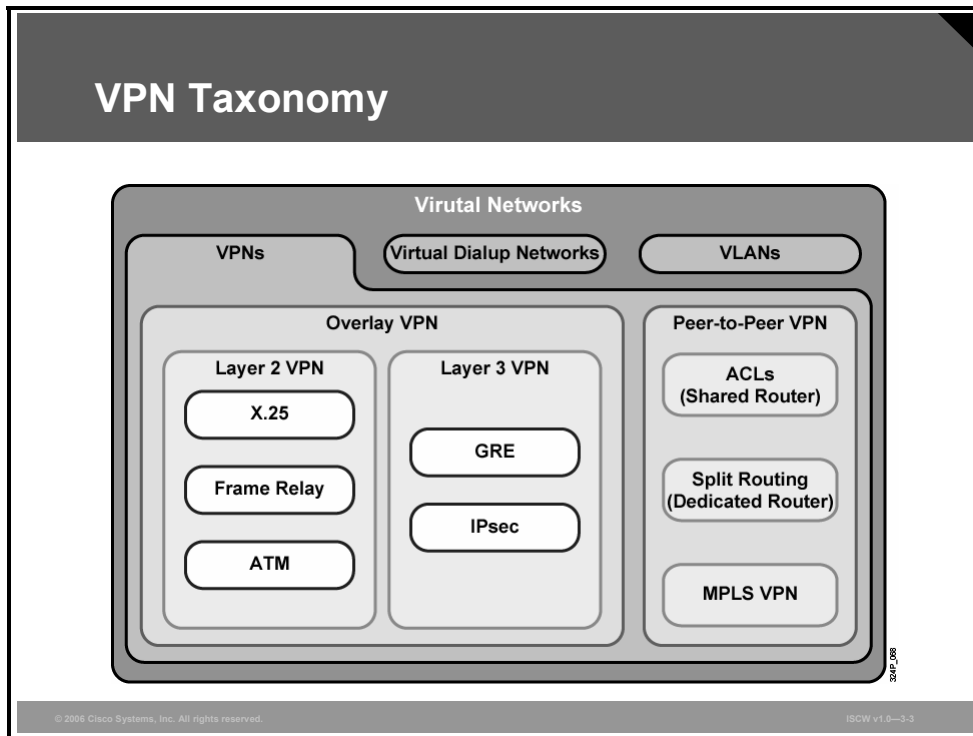 VPN Taxonomy
Virutal Networks
VPNs
Virtual Dialup Networks
VLANs
Overlay VPN
Peer-to-Peer VPN
Layer 2 VPN
X.25
Frame Relay
ATM
Layer 3 VPN
GRE
IPsec
ACLs
(Shared Router)
Split Routing
(Dedicated Router)
MPLS VPN
324P_068
© 2006 Cisco Systems, Inc. All rights reserved.
ISCW v1.0—3-3